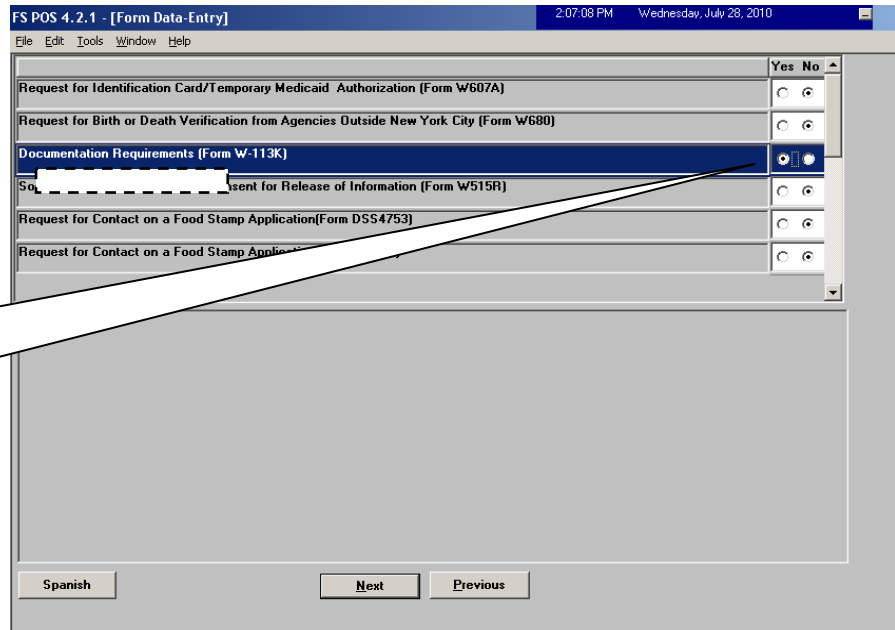 FS POS 4.2.1 - [Form Data-Entry] 2:07:08 PM Wednesday, July 28, 2010
File Edit Tools Window Help
Yes No
Request for Identification Card/Temporary Medicaid Authorization (Form W607A)
Request for Birth or Death Verification from Agencies Outside New York City (Form W680)
Documentation Requirements (Form W-113K)
for Release of Information (Form W515R)
Request for Contact on a Food Stamp Application(Form DSS4753)
Request for Contact on a Food Stamp
Spanish Next Previous